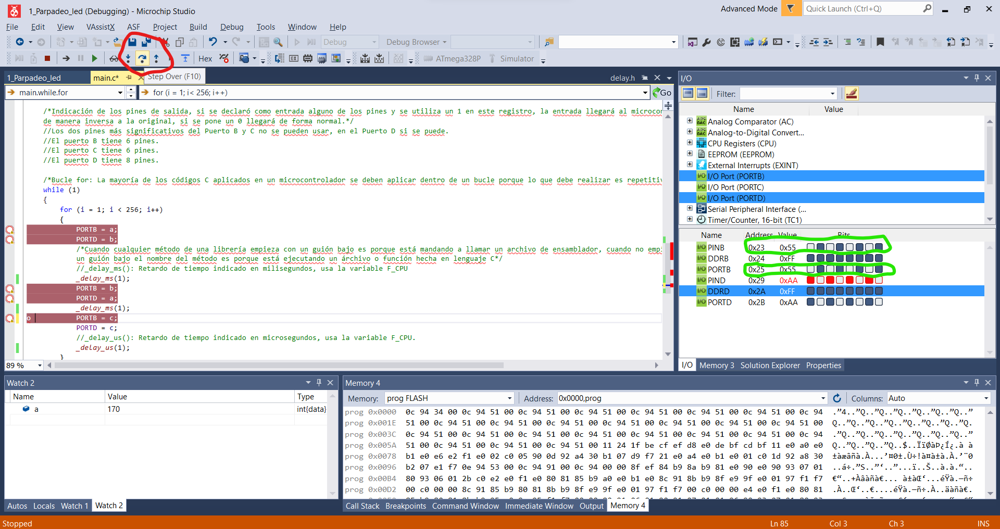 1_Parpadeo_led (Debugging) - Microchip Studio
Advanced Mode
Quick Launch (Ctrl+Q)
File Edit View VAssistX ASF Project Build Debug Tools Window Help
Debug Debug Browser
Hex ATmega328P Simulator
1_Parpadeo_led main.c* Step Over (F10) delay.h
main.while.for for (i = 1; i< 256; i++) Go
/*Indicación de los pines de salida, si se declaró como entrada alguno de los pines y se utiliza un 1 en este registro, la entrada llegará al microcon
de manera inversa a la original, si se pone un 0 llegará de forma normal.*/
//Los dos pines más significativos del Puerto B y C no se pueden usar, en el Puerto D si se puede.
//El puerto B tiene 6 pines.
//El puerto C tiene 6 pines.
//El puerto D tiene 8 pines.
/*Bucle for: La mayoría de los códigos C aplicados en un microcontrolador se deben aplicar dentro de un bucle porque lo que debe realizar es repetitiv
while (1)
{
for (i = 1; i < 256; i++)
{
PORTB = a;
PORTD = b;
/*Cuando cualquier método de una librería empieza con un guión bajo es porque está mandando a llamar un archivo de ensamblador, cuando no empi
un guión bajo el nombre del método es porque está ejecutando un árchivo o función hecha en lenguaje C*/
//_delay_ms(): Retardo de tiempo indicado en milisegundos, usa la variable F_CPU
_delay_ms(1);
PORTB = b;
PORTD = a;
_delay_ms(1);
o PORTB = c;
PORTD = c;
//_delay_us(): Retardo de tiempo indicado en microsegundos, usa la variable F_CPU.
_delay_us(1);
}
89 %
I/O
Filter:
Name Value
Analog Comparator (AC)
Analog-to-Digital Convert...
CPU Registers (CPU)
EEPROM (EEPROM)
External Interrupts (EXINT)
I/O Port (PORTB)
I/O Port (PORTC)
I/O Port (PORTD)
Serial Peripheral Interface (...
Timer/Counter, 16-bit (TC1)
Name Address Value Bits
PINB 0x23 0x55
DDRB 0x24 0xFF
PORTB 0x25 0x55
PIND 0x29 0xAA
DDRD 0x2A 0xFF
PORTD 0x2B 0xAA
I/O Memory 3 Solution Explorer Properties
Watch 2
Name Value Type
a 170 int{data}
Autos Locals Watch 1 Watch 2
Memory 4
Memory: prog FLASH Address: 0x0000,prog Columns: Auto
prog 0x0000 0c 94 34 00 0c 94 51 00 0c 94 51 00 0c 94 51 00 0c 94 51 00 0c 94 51 00 0c 94 51 00 0c 94
prog 0x001E 51 00 0c 94 51 00 0c 94 51 00 0c 94 51 00 0c 94 51 00 0c 94 51 00 0c 94 51 00 0c 94 51 00
prog 0x003C 0c 94 51 00 0c 94 51 00 0c 94 51 00 0c 94 51 00 0c 94 51 00 0c 94 51 00 0c 94 51 00 0c 94
prog 0x005A 51 00 0c 94 51 00 0c 94 51 00 0c 94 51 00 11 24 1f be cf ef d8 e0 de bf cd bf 11 e0 a0 e0
prog 0x0078 b1 e0 e6 e2 f1 e0 02 c0 05 90 0d 92 a4 30 b1 07 d9 f7 21 e0 a4 e0 b1 e0 01 c0 1d 92 a8 30
prog 0x0096 b2 07 e1 f7 0e 94 53 00 0c 94 91 00 0c 94 00 00 8f ef 84 b9 8a b9 81 e0 90 e0 90 93 07 01
prog 0x00B4 80 93 06 01 2b c0 e2 e0 f1 e0 80 81 85 b9 a0 e0 b1 e0 8c 91 8b b9 8f e9 9f e0 01 97 f1 f7
prog 0x00D2 00 c0 00 00 8c 91 85 b9 80 81 8b b9 8f e9 9f e0 01 97 f1 f7 00 c0 00 00 e4 e0 f1 e0 80 81
Call Stack Breakpoints Command Window Immediate Window Output Memory 4
Stopped Ln 85 Col 3 Ch 3 INS